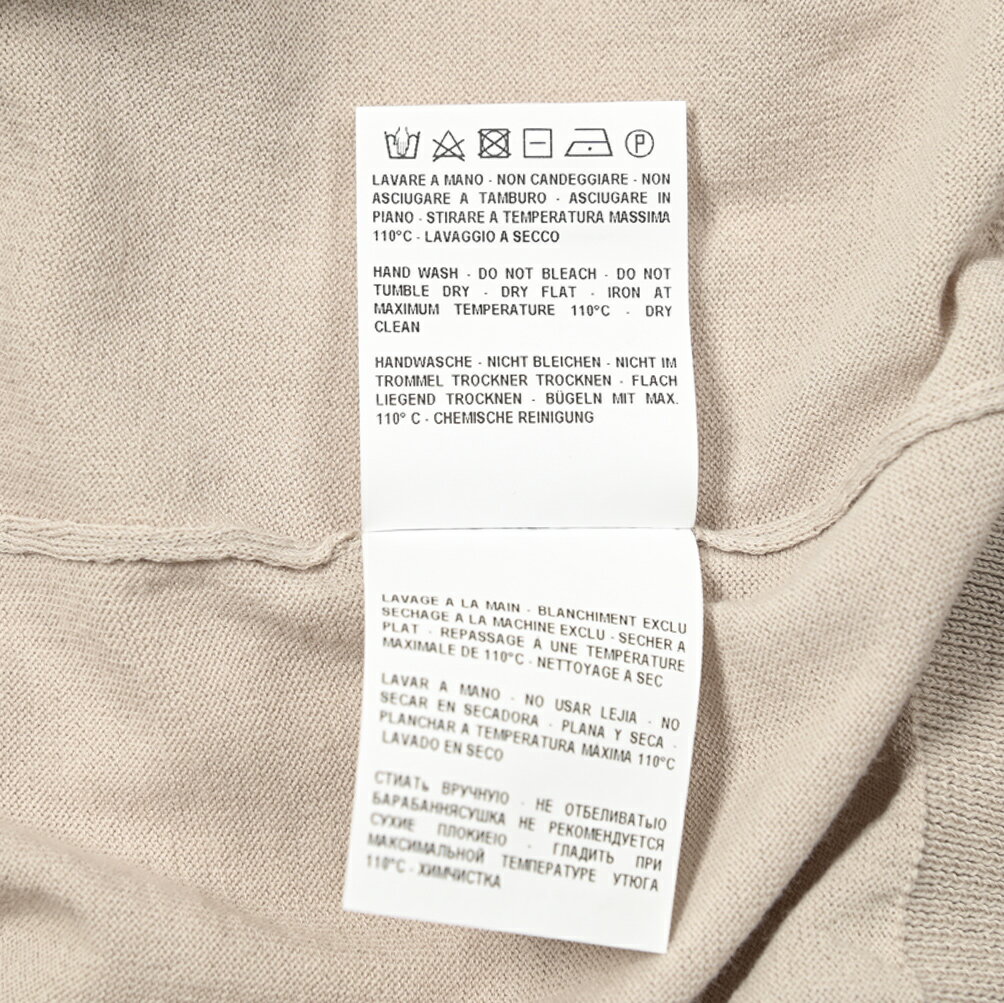 P
LAVARE A MANO - NON CANDEGGIARE - NON
ASCIUGARE A TAMBURO - ASCIUGARE IN
PIANO - STIRARE A TEMPERATURA MASSIMA
110°C - LAVAGGIO A SECCO
HAND WASH - DO NOT BLEACH - DO NOT
TUMBLE DRY - DRY FLAT - IRON AT
MAXIMUM TEMPERATURE 110°C - DRY
CLEAN
HANDWASCHE - NICHT BLEICHEN - NICHT IM
TROMMEL TROCKNER TROCKNEN - FLACH
LIEGEND TROCKNEN - BÜGELN MIT MAX.
110° C - CHEMISCHE REINIGUNG
LAVAGE A LA MAIN - BLANCHIMENT EXCLU
SECHAGE A LA MACHINE EXCLU - SECHER A
PLAT - REPASSAGE A UNE TEMPERATURE
MAXIMALE DE 110°C - NETTOYAGE A SEC
LAVAR A MANO - NO USAR LEJIA - NO
SECAR EN SECADORA - PLANA Y SECA -
PLANCHAR A TEMPERATURA MÁXIMA 110°C
LAVADO EN SECO
СТИАТЬ ВРУЧНУЮ - НЕ ОТБЕЛИВАТЬЮ
БАРАБАННЯСУШКА НЕ РЕКОМЕНДУЕТСЯ
СУХИЕ ПЛОКИЕІО - ГЛАДИТЬ ПРИ
МАКСИМАЛЬНОЙ ТЕМПЕРАТУРЕ УТЮГА
110°C - ХИМЧИСТКА